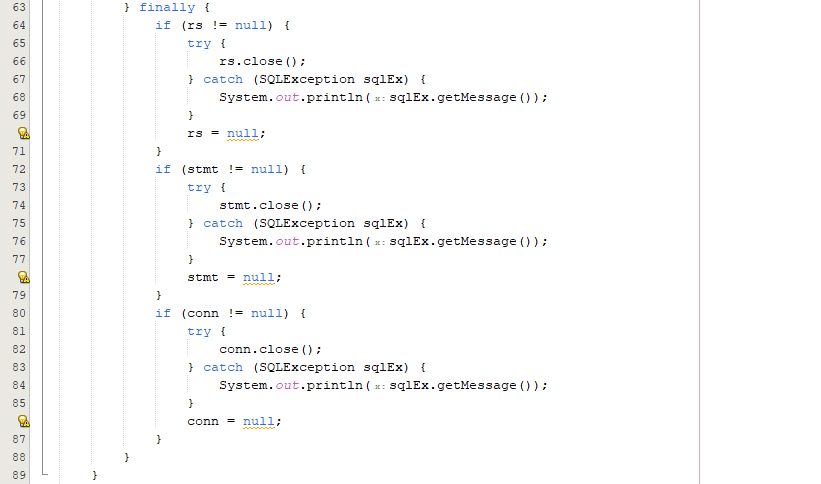 63 } finally {
64 if (rs != null) {
65 try {
66 rs.close();
67 } catch (SQLException sqlEx) {
68 System.out.println( x: sqlEx.getMessage());
69 }
rs = null;
71 }
72 if (stmt != null) {
73 try {
74 stmt.close();
75 } catch (SQLException sqlEx) {
76 System.out.println( x: sqlEx.getMessage());
77 }
stmt = null;
79 }
80 if (conn != null) {
81 try {
82 conn.close();
83 } catch (SQLException sqlEx) {
84 System.out.println( x: sqlEx.getMessage());
85 }
conn = null;
87 }
88 }
89 }